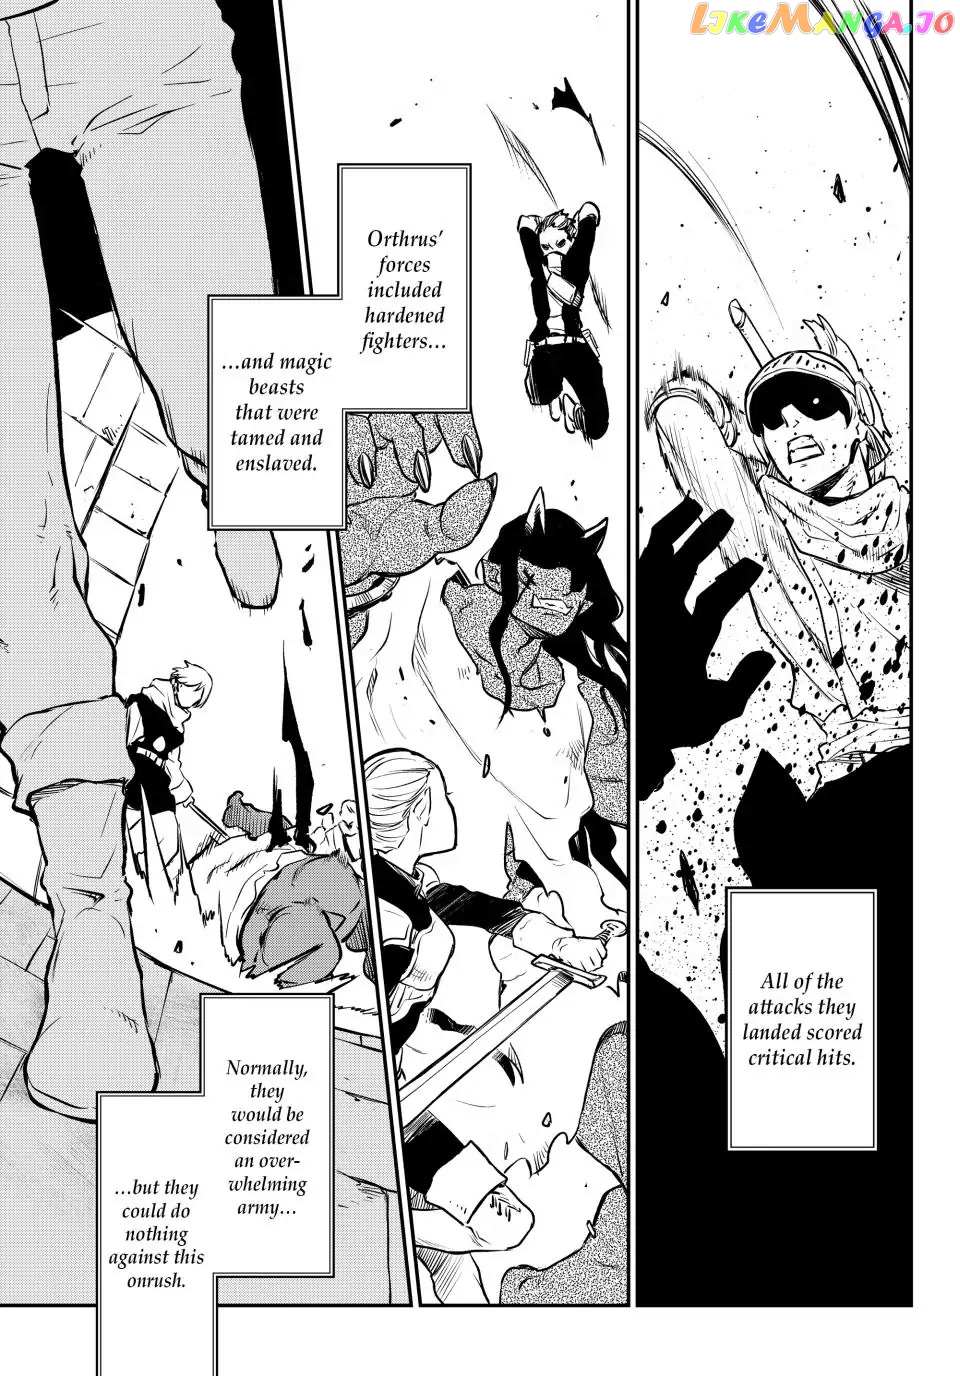 LIKEMANGA.IO
All of the
attacks they
landed scored
critical hits.
Orthrus'
forces
included
hardened
fighters...
...and magic
beasts
that were
tamed and
enslaved.
Normally,
they
would be
considered
an over-
whelming
army...
...but they
could do
nothing
against this
onrush.